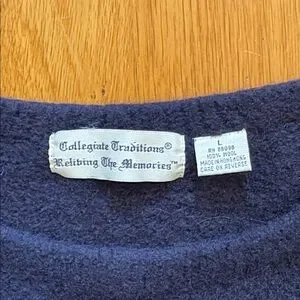 Collegiate Traditions®
Reliving The Memories™
L
100% WOOL
MADE IN HONG KONG
CARE ON REVERSE